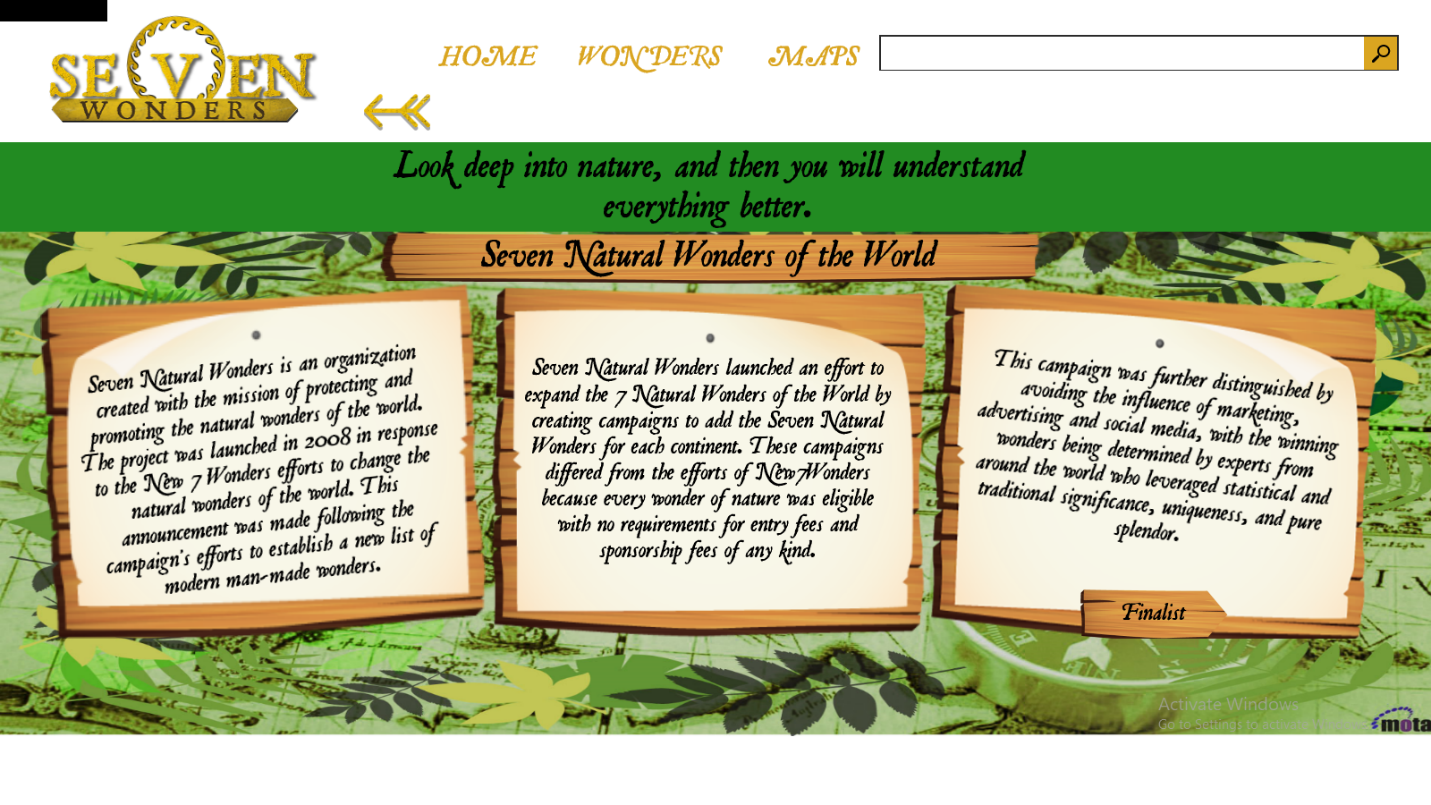 SEVEN
WONDERS
HOME WONDERS MAPS
Look deep into nature, and then you will understand
everything better.
Seven Natural Wonders of the World
Seven Natural Wonders is an organization
created with the mission of protecting and
promoting the natural wonders of the world.
The project was launched in 2008 in response
to the New 7 Wonders efforts to change the
natural wonders of the world. This
announcement was made following the
campaign's efforts to establish a new list of
modern man-made wonders.
Seven Natural Wonders launched an effort to
expand the 7 Natural Wonders of the World by
creating campaigns to add the Seven Natural
Wonders for each continent. These campaigns
differed from the efforts of New7Wonders
because every wonder of nature was eligible
with no requirements for entry fees and
sponsorship fees of any kind.
This campaign was further distinguished by
avoiding the influence of marketing,
advertising and social media, with the winning
wonders being determined by experts from
around the world who leveraged statistical and
traditional significance, uniqueness, and pure
splendor.
Finalist
Activate Windows
Go to Settings to activate
mota